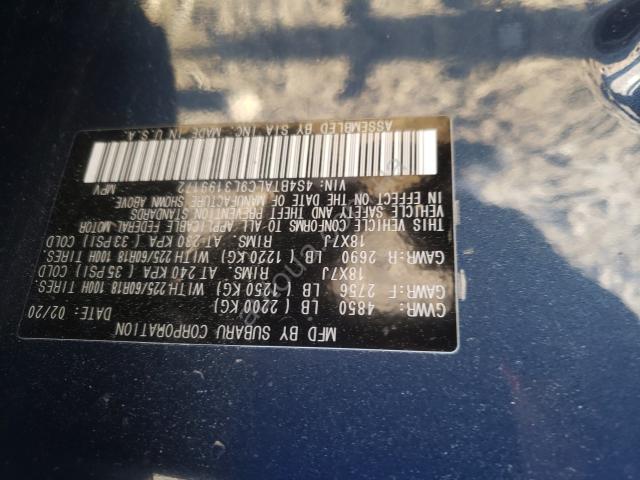 MFD BY SUBARU CORPORATION DATE: 02/20
GVWR: 4850 LB ( 2200 KG)
GAWR:F 2756 LB ( 1250 KG) WITH 225/60R18 100H TIRES.
18X7J RIMS. AT 240 KPA ( 35 PSI) COLD
GAWR:R 2690 LB ( 1220 KG) WITH 225/60R18 100H TIRES.
18X7J RIMS. AT 230 KPA ( 33 PSI) COLD
THIS VEHICLE CONFORMS TO ALL APPLICABLE FEDERAL MOTOR
VEHICLE SAFETY AND THEFT PREVENTION STANDARDS
IN EFFECT ON THE DATE OF MANUFACTURE SHOWN ABOVE
VIN: 4S4BTALC9L3199172 MPV
ASSEMBLED BY SIA INC. MADE IN U.S.A.